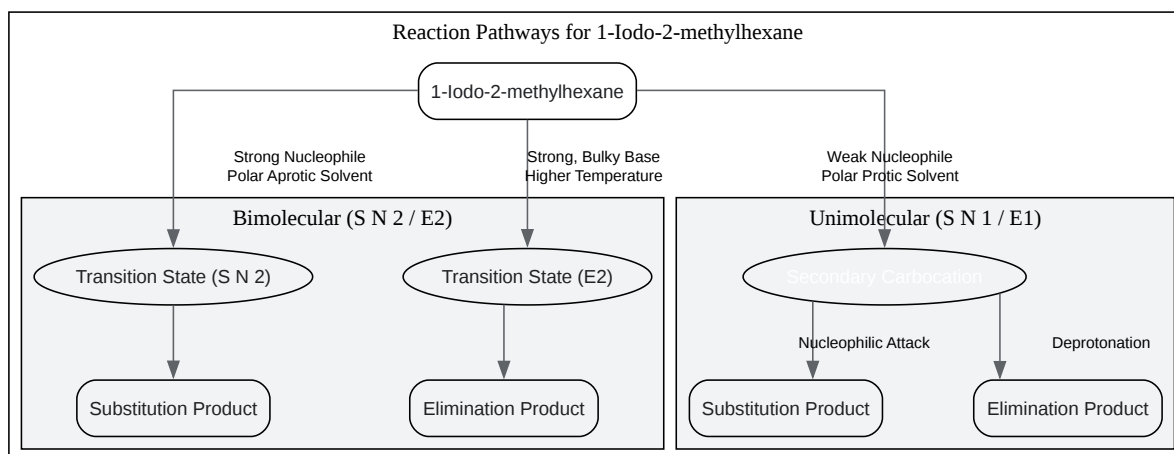 Reaction Pathways for 1-Iodo-2-methylhexane
1-Iodo-2-methylhexane
Strong Nucleophile
Polar Aprotic Solvent
Strong, Bulky Base
Higher Temperature
Weak Nucleophile
Polar Protic Solvent
Bimolecular (S N 2 / E2)
Unimolecular (S N 1 / E1)
Transition State (S N 2)
Transition State (E2)
Secondary Carbocation
Nucleophilic Attack
Deprotonation
Substitution Product
Elimination Product
Substitution Product
Elimination Product